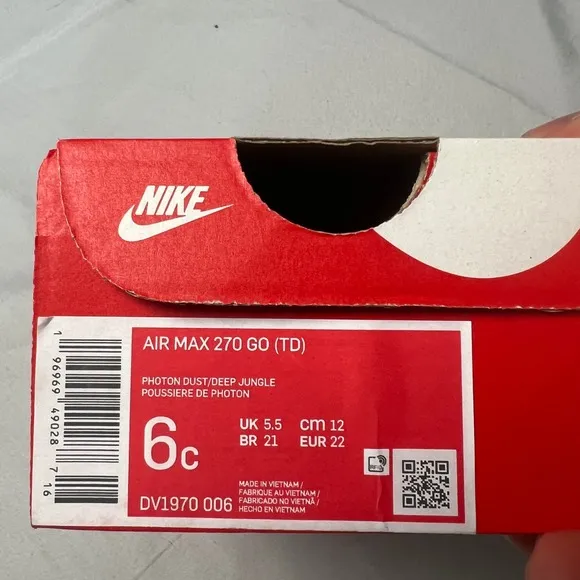 NIKE
AIR MAX 270 GO (TD)
PHOTON DUST/DEEP JUNGLE
POUSSIERE DE PHOTON
6c
UK 5.5 cm 12
BR 21 EUR 22
DV1970 006
MADE IN VIETNAM/
FABRIQUE AU VIETNAM/
FABRICADO NO VIETNÃ/
HECHO EN VIETNAM
RFID
1 96969 49028 7 16